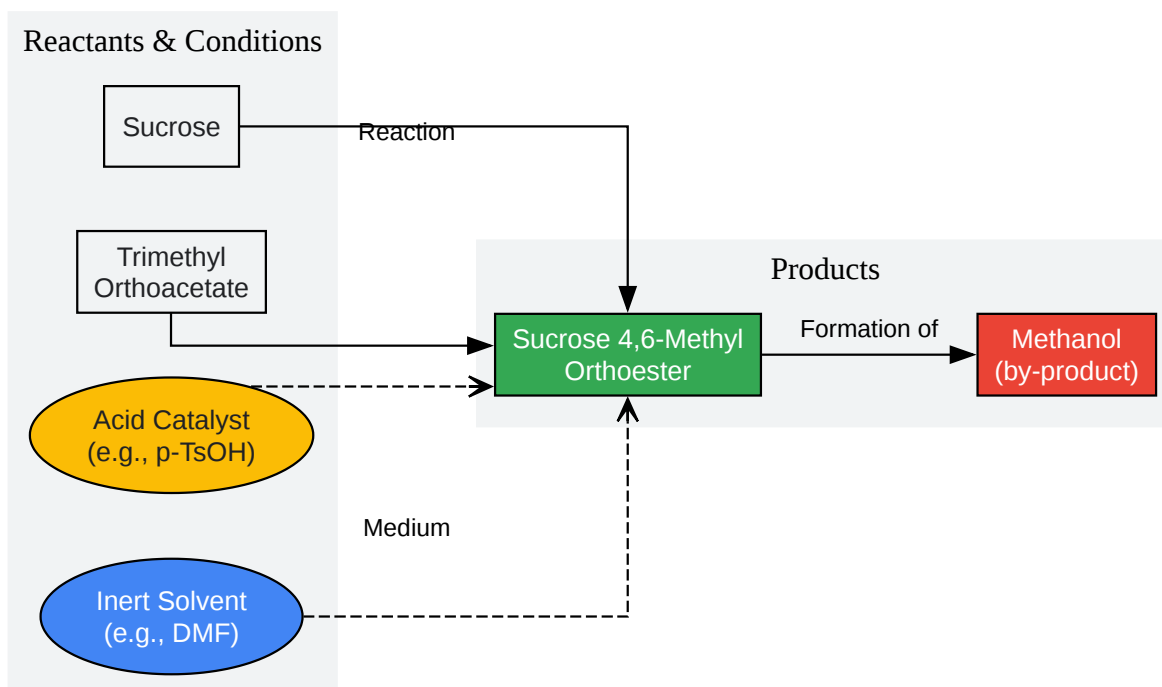 Reactants & Conditions
Sucrose
Reaction
Trimethyl
Orthoacetate
Products
Sucrose 4,6-Methyl
Orthoester
Formation of
Methanol
(by-product)
Acid Catalyst
(e.g., p-TsOH)
Medium
Inert Solvent
(e.g., DMF)